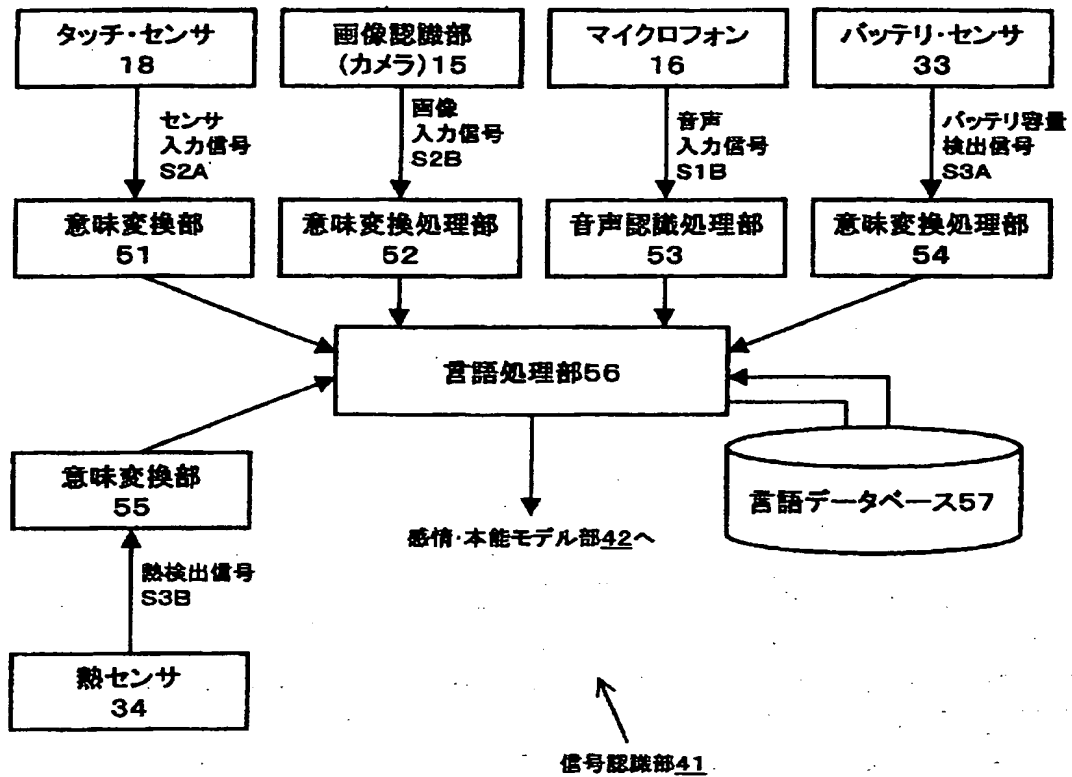 タッチ・センサ
18
画像認識部
(カメラ)15
マイクロフォン
16
バッテリ・センサ
33
センサ
入力信号
S2A
画像
入力信号
S2B
音声
入力信号
S1B
バッテリ容量
検出信号
S3A
意味変換部
51
意味変換処理部
52
音声認識処理部
53
意味変換処理部
54
言語処理部56
意味変換部
55
言語データベース57
感情・本能モデル部42へ
熱検出信号
S3B
熱センサ
34
信号認識部41